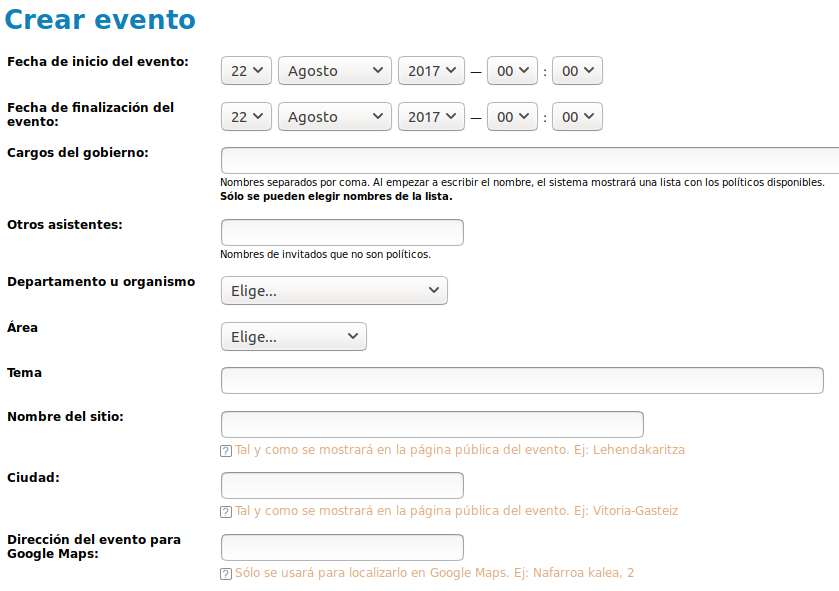 Crear evento
Fecha de inicio del evento: 22 Agosto 2017 — 00 : 00
Fecha de finalización del
evento: 22 Agosto 2017 — 00 : 00
Cargos del gobierno:
Nombres separados por coma. Al empezar a escribir el nombre, el sistema mostrará una lista con los políticos disponibles.
Sólo se pueden elegir nombres de la lista.
Otros asistentes:
Nombres de invitados que no son políticos.
Departamento u organismo Elige...
Área Elige...
Tema
Nombre del sitio:
? Tal y como se mostrará en la página pública del evento. Ej: Lehendakaritza
Ciudad:
? Tal y como se mostrará en la página pública del evento. Ej: Vitoria-Gasteiz
Dirección del evento para
Google Maps:
? Sólo se usará para localizarlo en Google Maps. Ej: Nafarroa kalea, 2